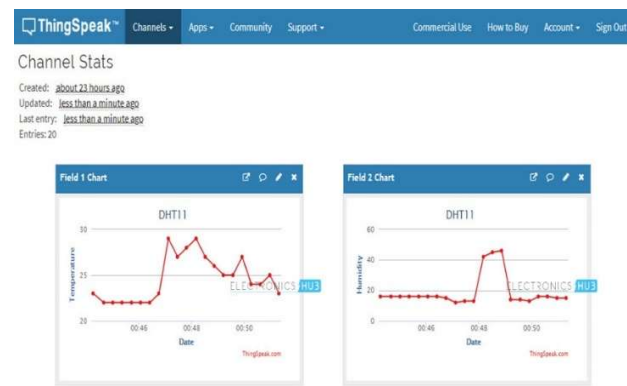 ThingSpeak™ Channels Apps Community Support Commercial Use How to Buy Account Sign Out
Channel Stats
Created: about 23 hours ago
Updated: less than a minute ago
Last entry: less than a minute ago
Entries: 20
Field 1 Chart
DHT11
30
25
20
Temperature
00:46 00:48 00:50
Date
ThingSpeak.com
ELECTRONICS HUB
Field 2 Chart
DHT11
60
40
20
0
Humidity
00:46 00:48 00:50
Date
ThingSpeak.com
ELECTRONICS HUB